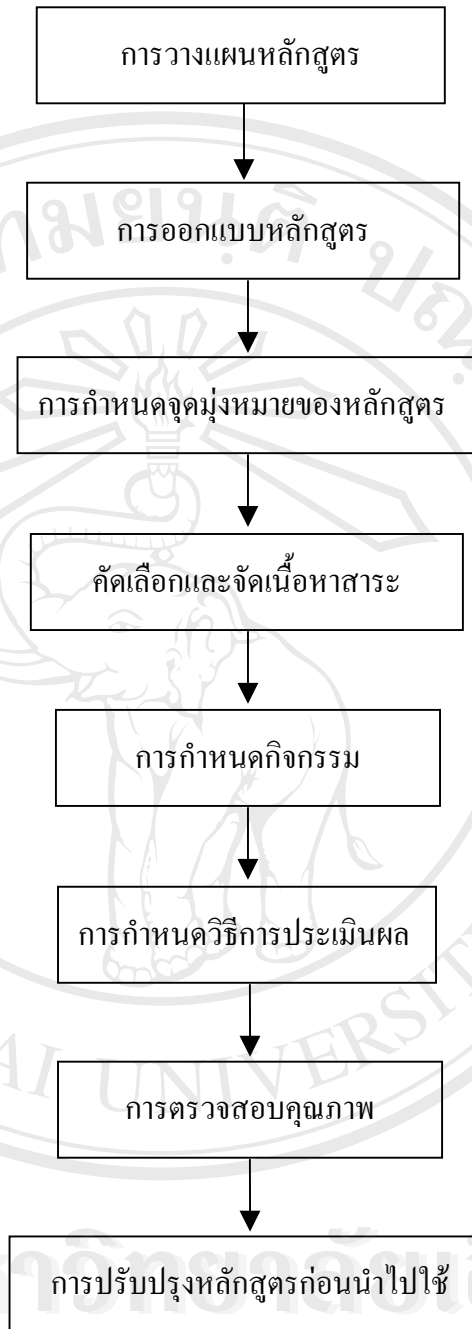 การวางแผนหลักสูตร
การออกแบบหลักสูตร
การกำหนดจุดมุ่งหมายของหลักสูตร
คัดเลือกและจัดเนื้อหาสาระ
การกำหนดกิจกรรม
การกำหนดวิธีการประเมินผล
การตรวจสอบคุณภาพ
การปรับปรุงหลักสูตรก่อนนำไปใช้